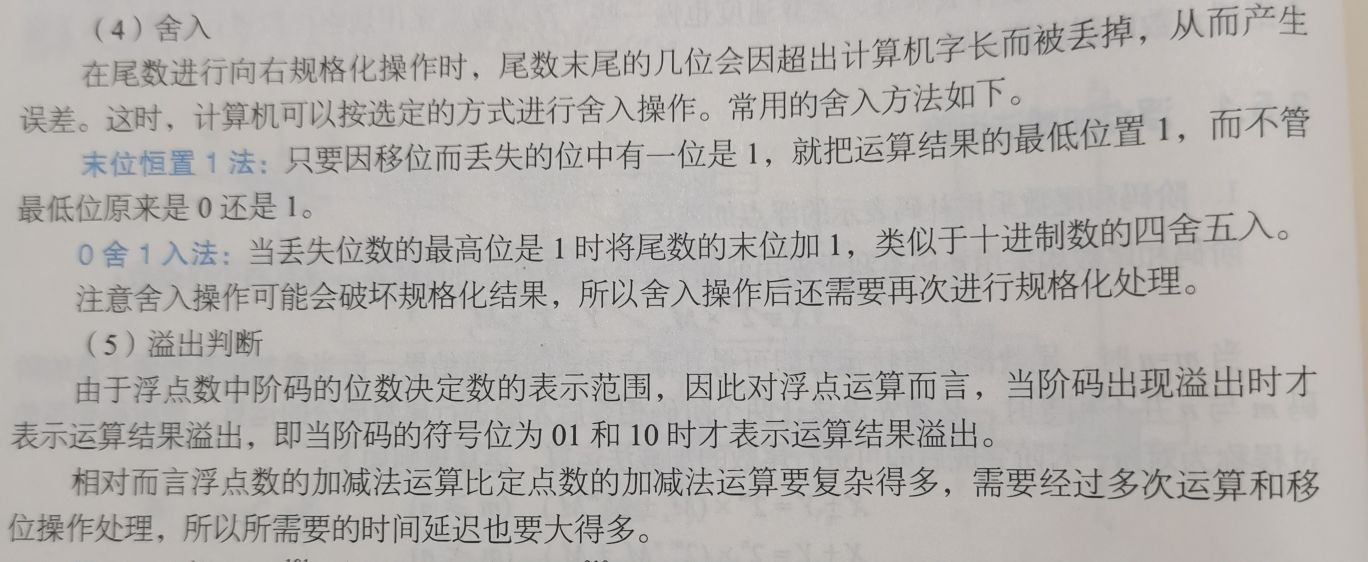 （4）舍入
在尾数进行向右规格化操作时，尾数末尾的几位会因超出计算机字长而被丢掉，从而产生
误差。这时，计算机可以按选定的方式进行舍入操作。常用的舍入方法如下。
末位恒置1法：只要因移位而丢失的位中有一位是1，就把运算结果的最低位置1，而不管
最低位原来是0还是1。
0舍1入法：当丢失位数的最高位是1时将尾数的末位加1，类似于十进制数的四舍五入。
注意舍入操作可能会破坏规格化结果，所以舍入操作后还需要再次进行规格化处理。
（5）溢出判断
由于浮点数中阶码的位数决定数的表示范围，因此对浮点运算而言，当阶码出现溢出时才
表示运算结果溢出，即当阶码的符号位为01和10时才表示运算结果溢出。
相对而言浮点数的加减法运算比定点数的加减法运算要复杂得多，需要经过多次运算和移
位操作处理，所以所需要的时间延迟也要大得多。